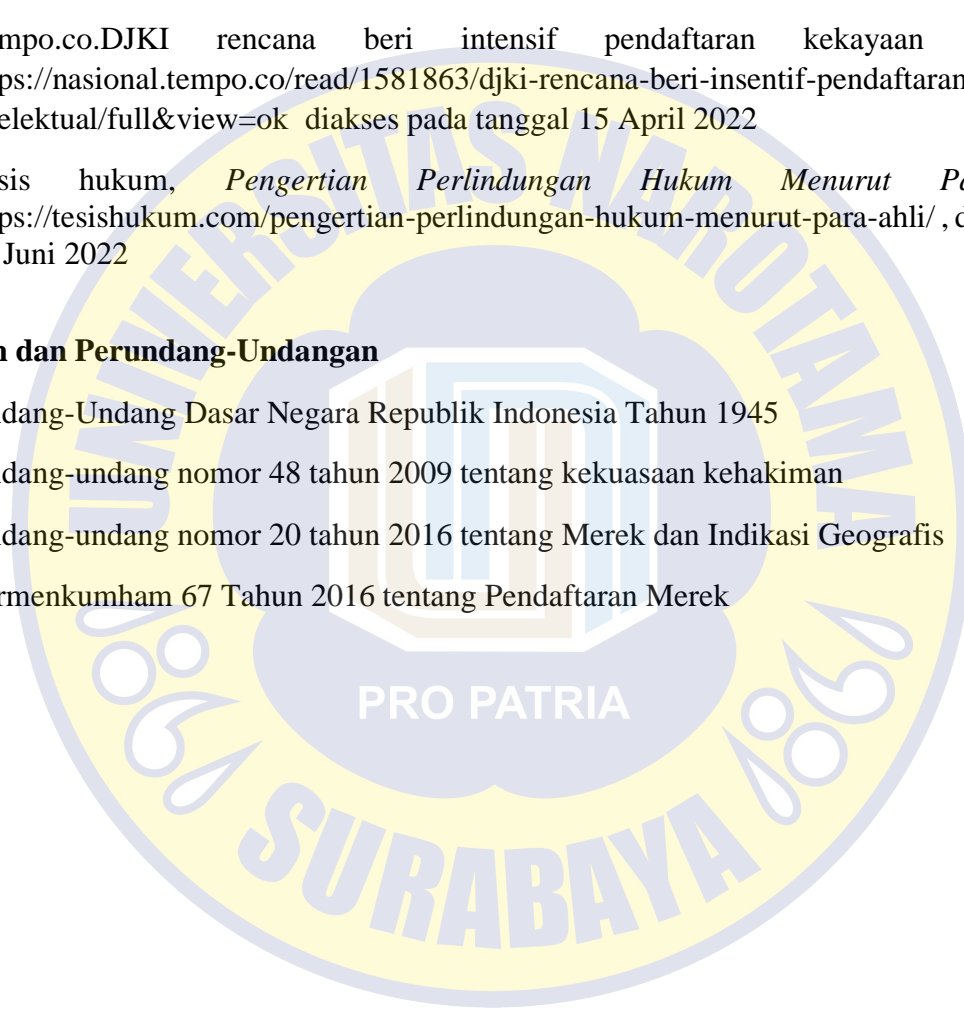 mpo.co.DJKI rencana beri intensif pendaftaran kekayaan
ps://nasional.tempo.co/read/1581863/djki-rencana-beri-insentif-pendaftaran
elektual/full&view=ok diakses pada tanggal 15 April 2022
sis hukum, Pengertian Perlindungan Hukum Menurut Pa
ps://tesishukum.com/pengertian-perlindungan-hukum-menurut-para-ahli/ , d
Juni 2022
n dan Perundang-Undangan
dang-Undang Dasar Negara Republik Indonesia Tahun 1945
dang-undang nomor 48 tahun 2009 tentang kekuasaan kehakiman
dang-undang nomor 20 tahun 2016 tentang Merek dan Indikasi Geografis
rmenkumham 67 Tahun 2016 tentang Pendaftaran Merek
UNIVERSITAS NAROTAMA
PRO PATRIA
SURABAYA